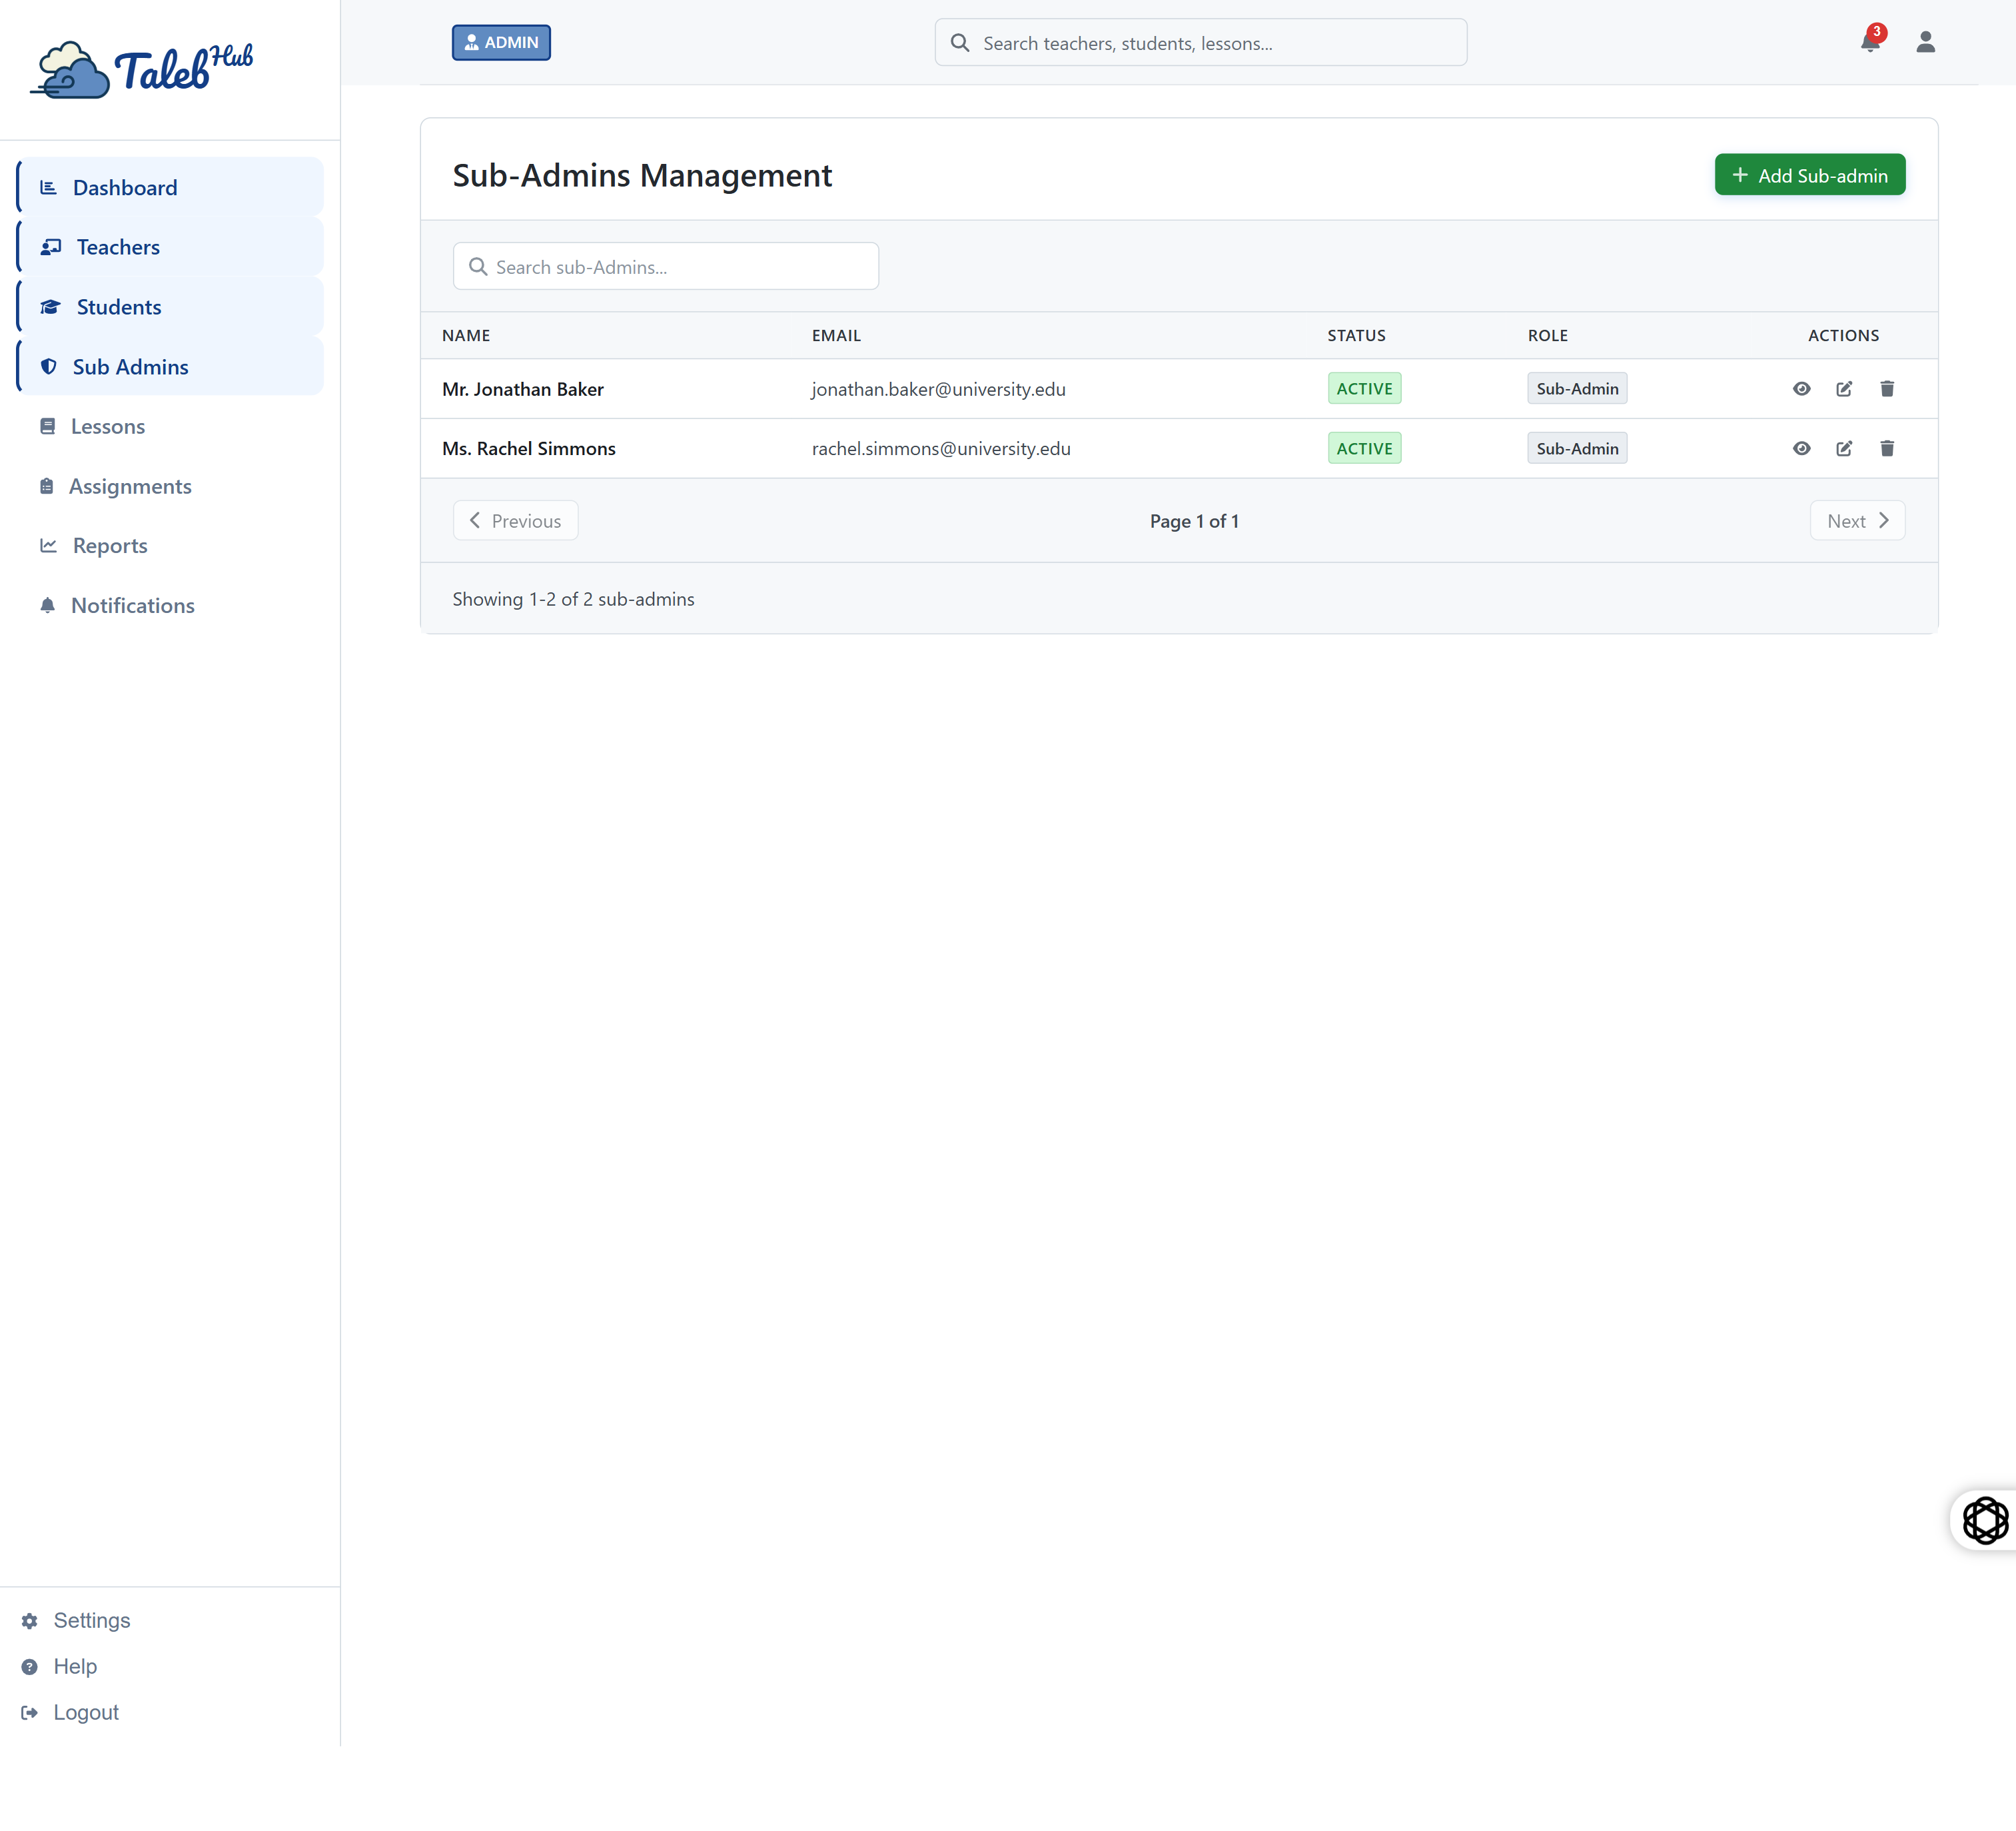 Taleb Hub
ADMIN
Search teachers, students, lessons...
3
Dashboard
Teachers
Students
Sub Admins
Lessons
Assignments
Reports
Notifications
Settings
Help
Logout
Sub-Admins Management
Add Sub-admin
Search sub-Admins...
NAME EMAIL STATUS ROLE ACTIONS
Mr. Jonathan Baker jonathan.baker@university.edu ACTIVE Sub-Admin
Ms. Rachel Simmons rachel.simmons@university.edu ACTIVE Sub-Admin
Previous Page 1 of 1 Next
Showing 1-2 of 2 sub-admins